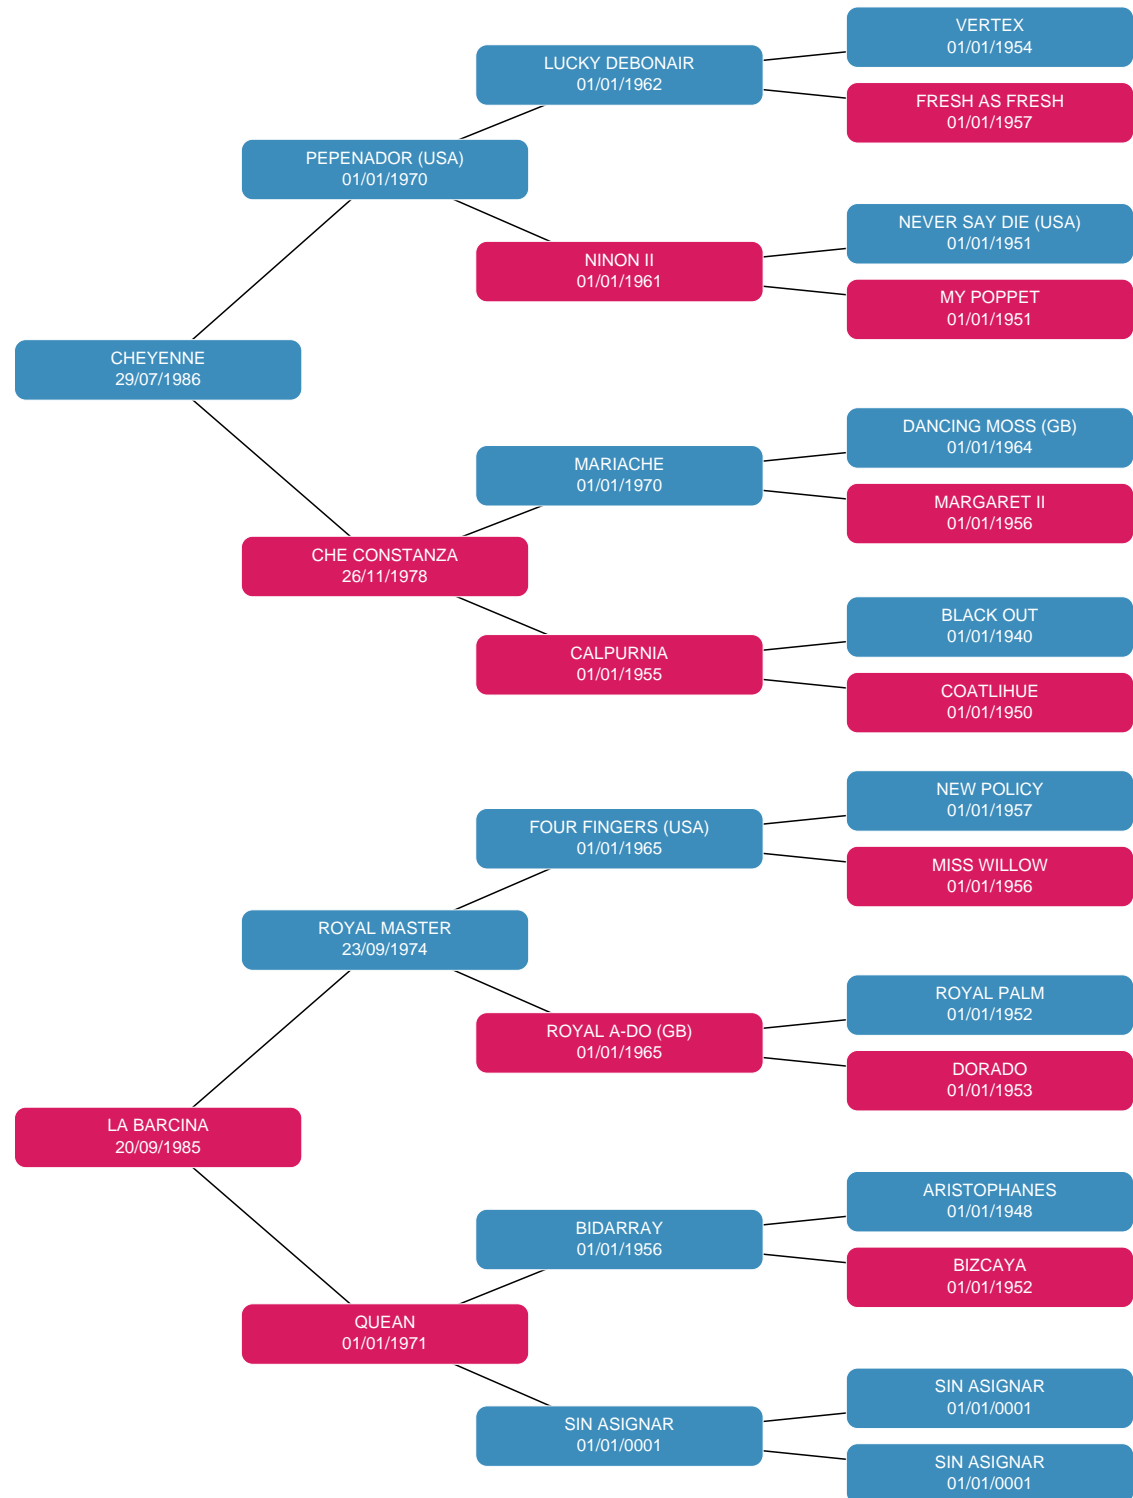 VERTEX
01/01/1954
LUCKY DEBONAIR
01/01/1962
FRESH AS FRESH
01/01/1957
PEPENADOR (USA)
01/01/1970
NEVER SAY DIE (USA)
01/01/1951
NINON II
01/01/1961
MY POPPET
01/01/1951
CHEYENNE
29/07/1986
DANCING MOSS (GB)
01/01/1964
MARIACHE
01/01/1970
MARGARET II
01/01/1956
CHE CONSTANZA
26/11/1978
BLACK OUT
01/01/1940
CALPURNIA
01/01/1955
COATLIHUE
01/01/1950
NEW POLICY
01/01/1957
FOUR FINGERS (USA)
01/01/1965
MISS WILLOW
01/01/1956
ROYAL MASTER
23/09/1974
ROYAL PALM
01/01/1952
ROYAL A-DO (GB)
01/01/1965
DORADO
01/01/1953
LA BARCINA
20/09/1985
ARISTOPHANES
01/01/1948
BIDARRAY
01/01/1956
BIZCAYA
01/01/1952
QUEAN
01/01/1971
SIN ASIGNAR
01/01/0001
SIN ASIGNAR
01/01/0001
SIN ASIGNAR
01/01/0001